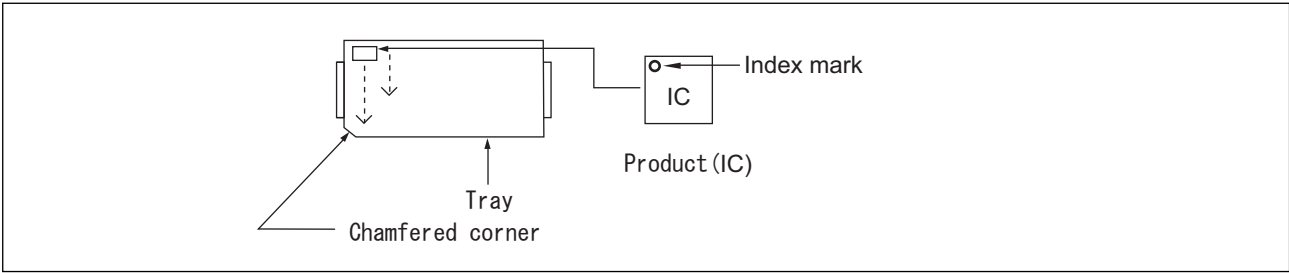 Index mark
IC
Product(IC)
Tray
Chamfered corner